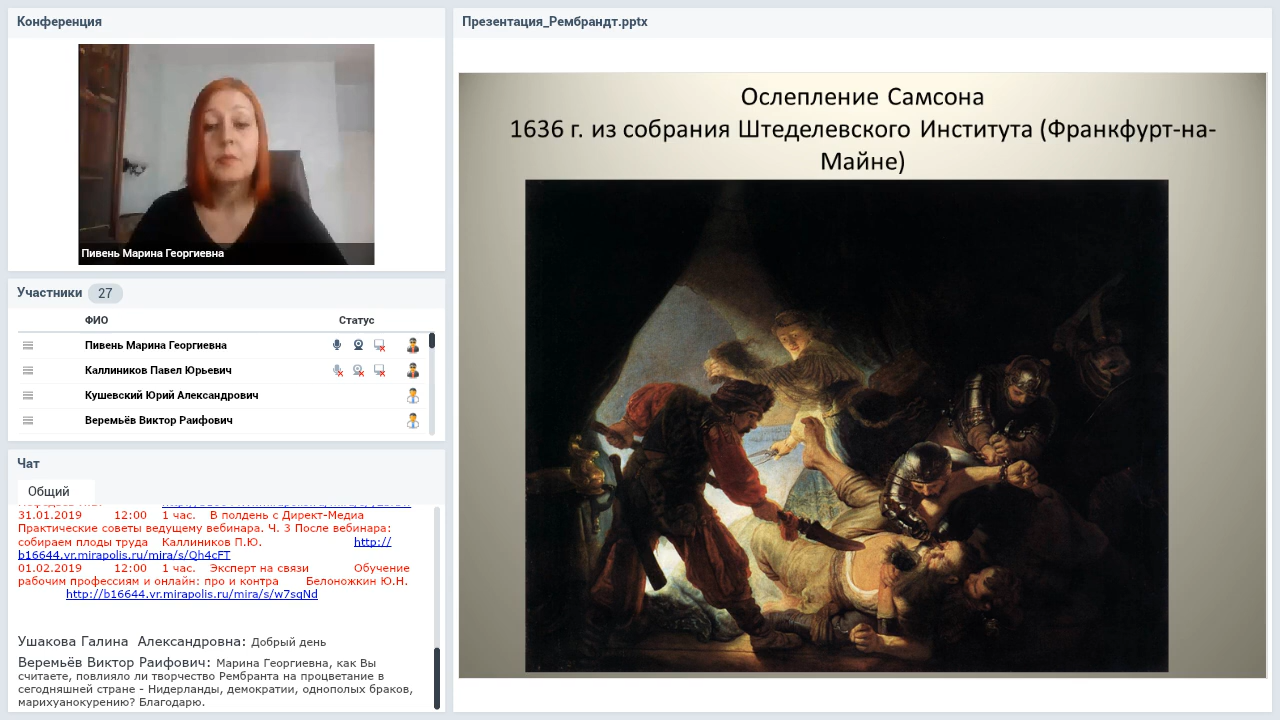 Конференция
Пивень Марина Георгиевна
Участники 27
ФИО Статус
Пивень Марина Георгиевна
Каллиников Павел Юрьевич
Кушевский Юрий Александрович
Веремьёв Виктор Раифович
Чат
Общий
31.01.2019 12:00 1 час. В полдень с Директ-Медиа
Практические советы ведущему вебинара. Ч. 3 После вебинара:
собираем плоды труда Каллиников П.Ю. http://
b16644.vr.mirapolis.ru/mira/s/Qh4cFT
01.02.2019 12:00 1 час. Эксперт на связи Обучение
рабочим профессиям и онлайн: про и контра Белоножкин Ю.Н.
http://b16644.vr.mirapolis.ru/mira/s/w7sqNd
Ушакова Галина Александровна: Добрый день
Веремьёв Виктор Раифович: Марина Георгиевна, как Вы
считаете, повлияло ли творчество Рембранта на процветание в
сегодняшней стране - Нидерланды, демократии, однополых браков,
марихуанокурению? Благодарю.
Презентация_Рембрандт.pptx
Ослепление Самсона
1636 г. из собрания Штеделевского Института (Франкфурт-на-
Майне)